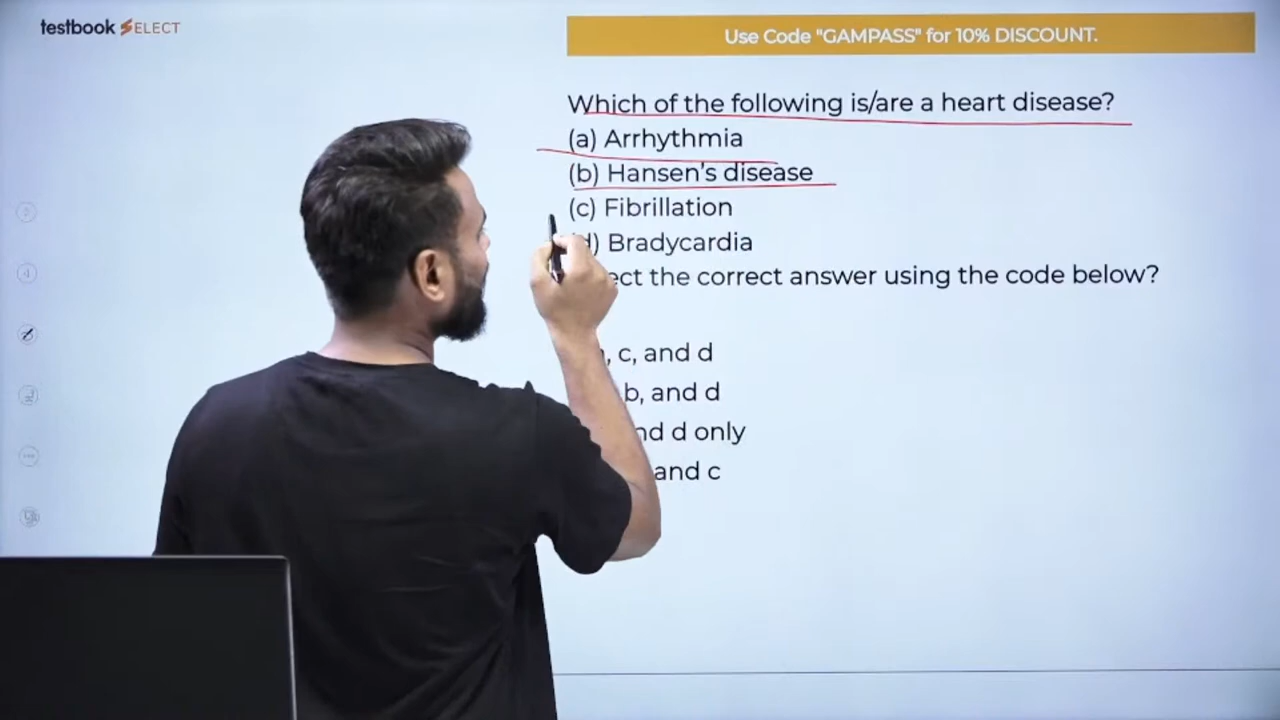 testbook SELECT
Use Code "GAMPASS" for 10% DISCOUNT.
Which of the following is/are a heart disease?
(a) Arrhythmia
(b) Hansen's disease
(c) Fibrillation
d) Bradycardia
ect the correct answer using the code below?
, c, and d
b, and d
nd d only
and c